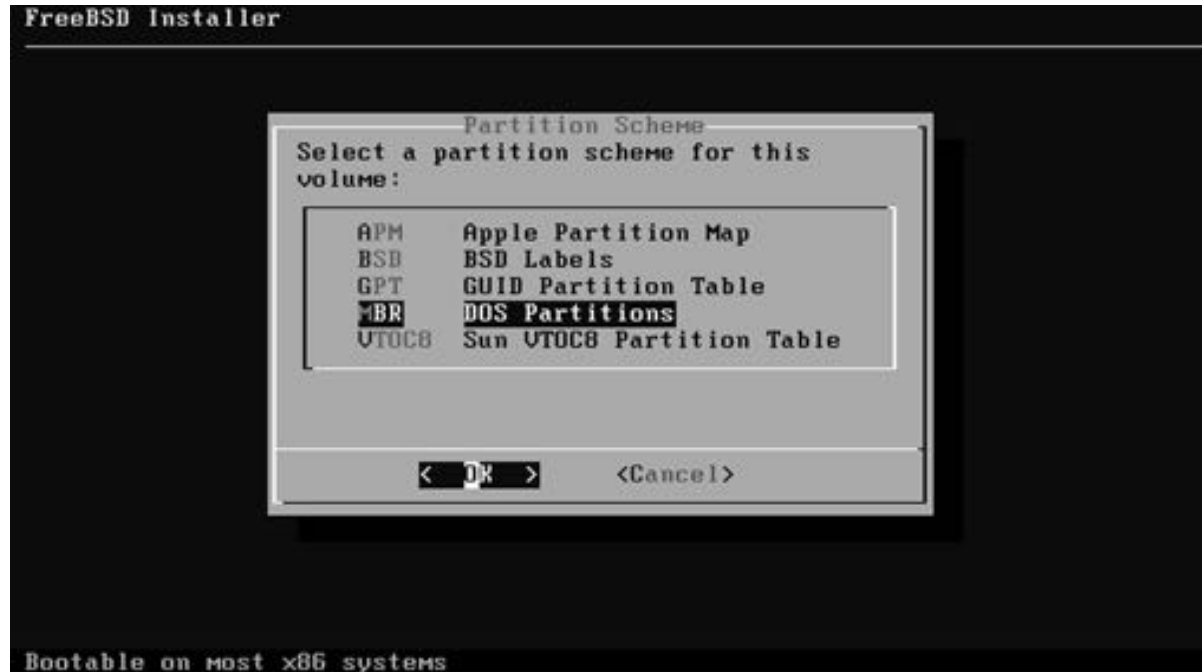 FreeBSD Installer
Partition Scheme
Select a partition scheme for this
volume:
APM Apple Partition Map
BSD BSD Labels
GPT GUID Partition Table
MBR DOS Partitions
VTOC8 Sun VTOC8 Partition Table
< OK > <Cancel>
Bootable on most x86 systems